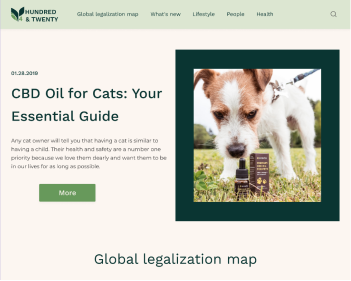 HUNDRED
& TWENTY
Global legalization map
What's new
Lifestyle
People
Health
01.28.2019
CBD Oil for Cats: Your
Essential Guide
Any cat owner will tell you that having a cat is similar to
having a child. Their health and safety are a number one
priority because we love them dearly and want them to be
in our lives for as long as possible.
More
Global legalization map